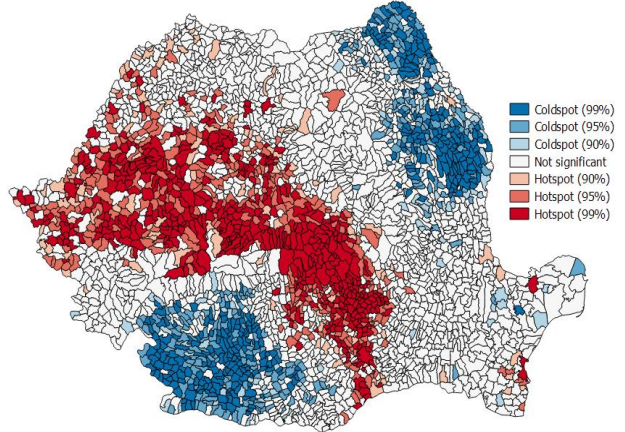 Coldspot (99%)
Coldspot (95%)
Coldspot (90%)
Not significant
Hotspot (90%)
Hotspot (95%)
Hotspot (99%)